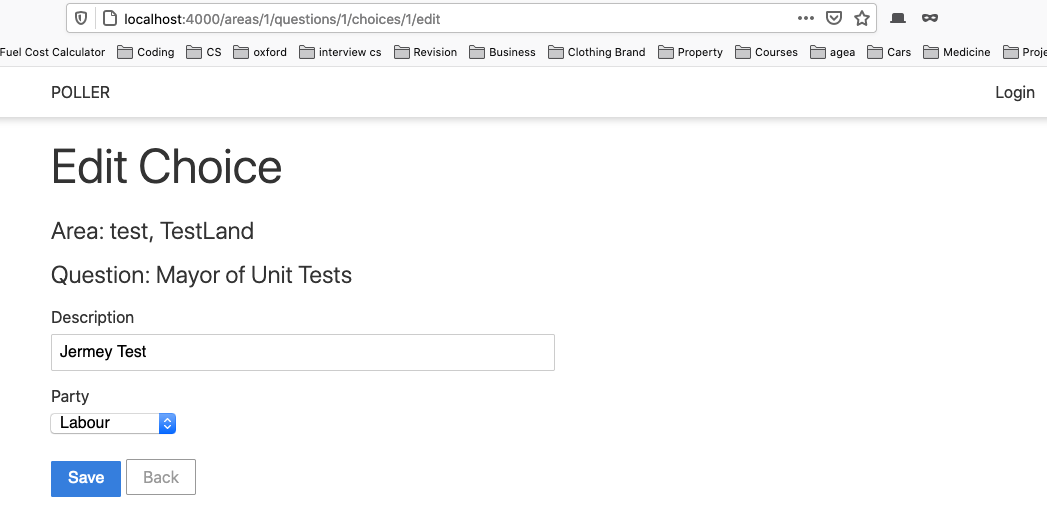 localhost:4000/areas/1/questions/1/choices/1/edit
Fuel Cost Calculator Coding CS oxford interview cs Revision Business Clothing Brand Property Courses agea Cars Medicine Proje
POLLER Login
Edit Choice
Area: test, TestLand
Question: Mayor of Unit Tests
Description
Jermey Test
Party
Labour
Save Back